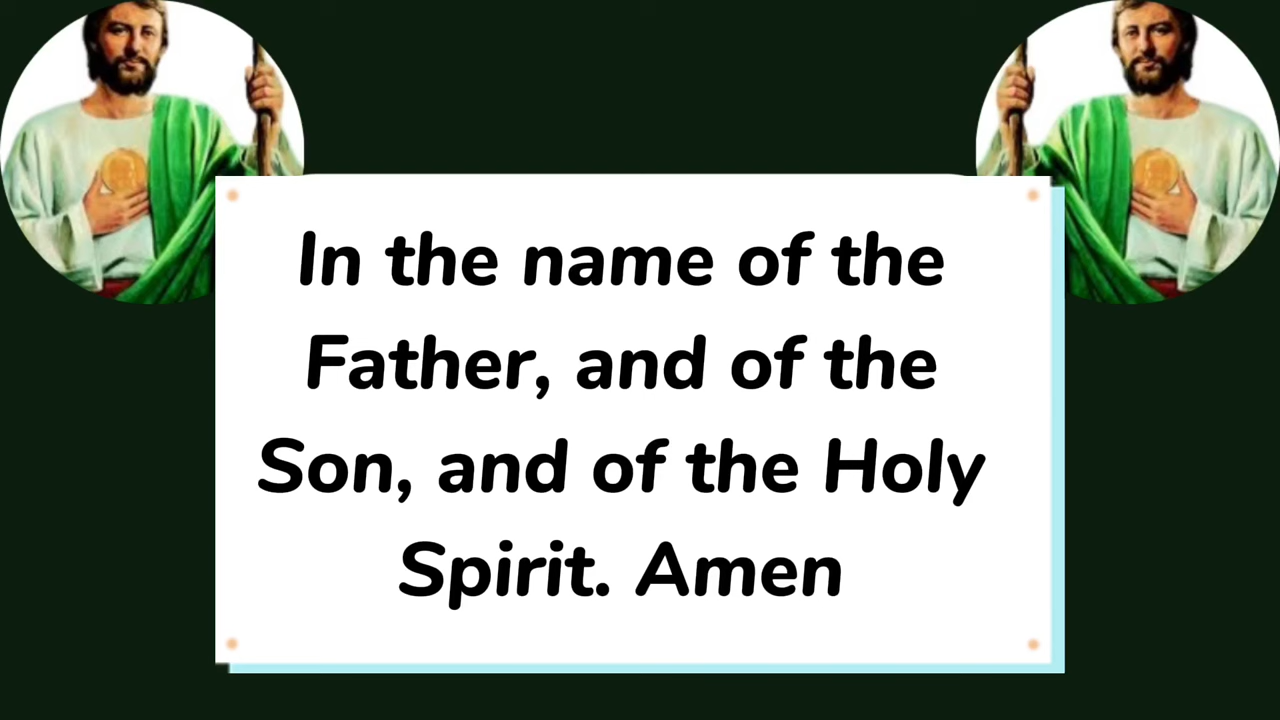 In the name of the
Father, and of the
Son, and of the Holy
Spirit. Amen